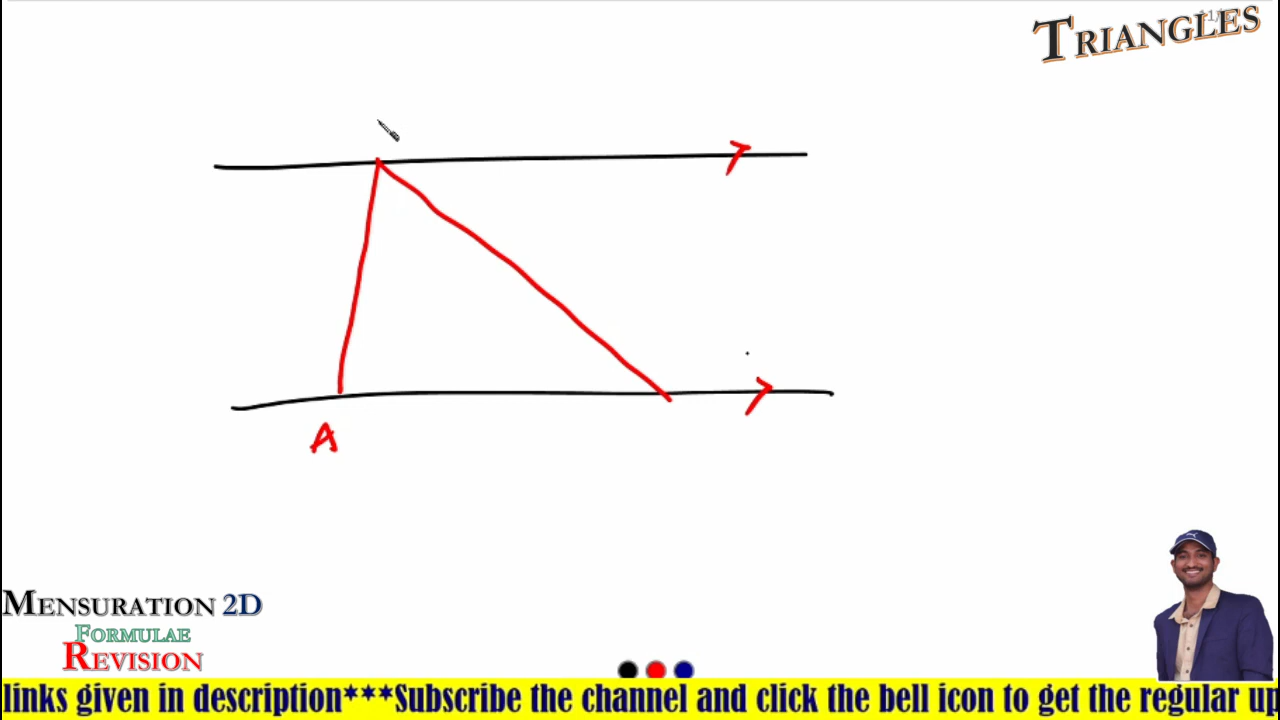 TRIANGLES
A
MENSURATION 2D
FORMULAE
REVISION
links given in description***Subscribe the channel and click the bell icon to get the regular up